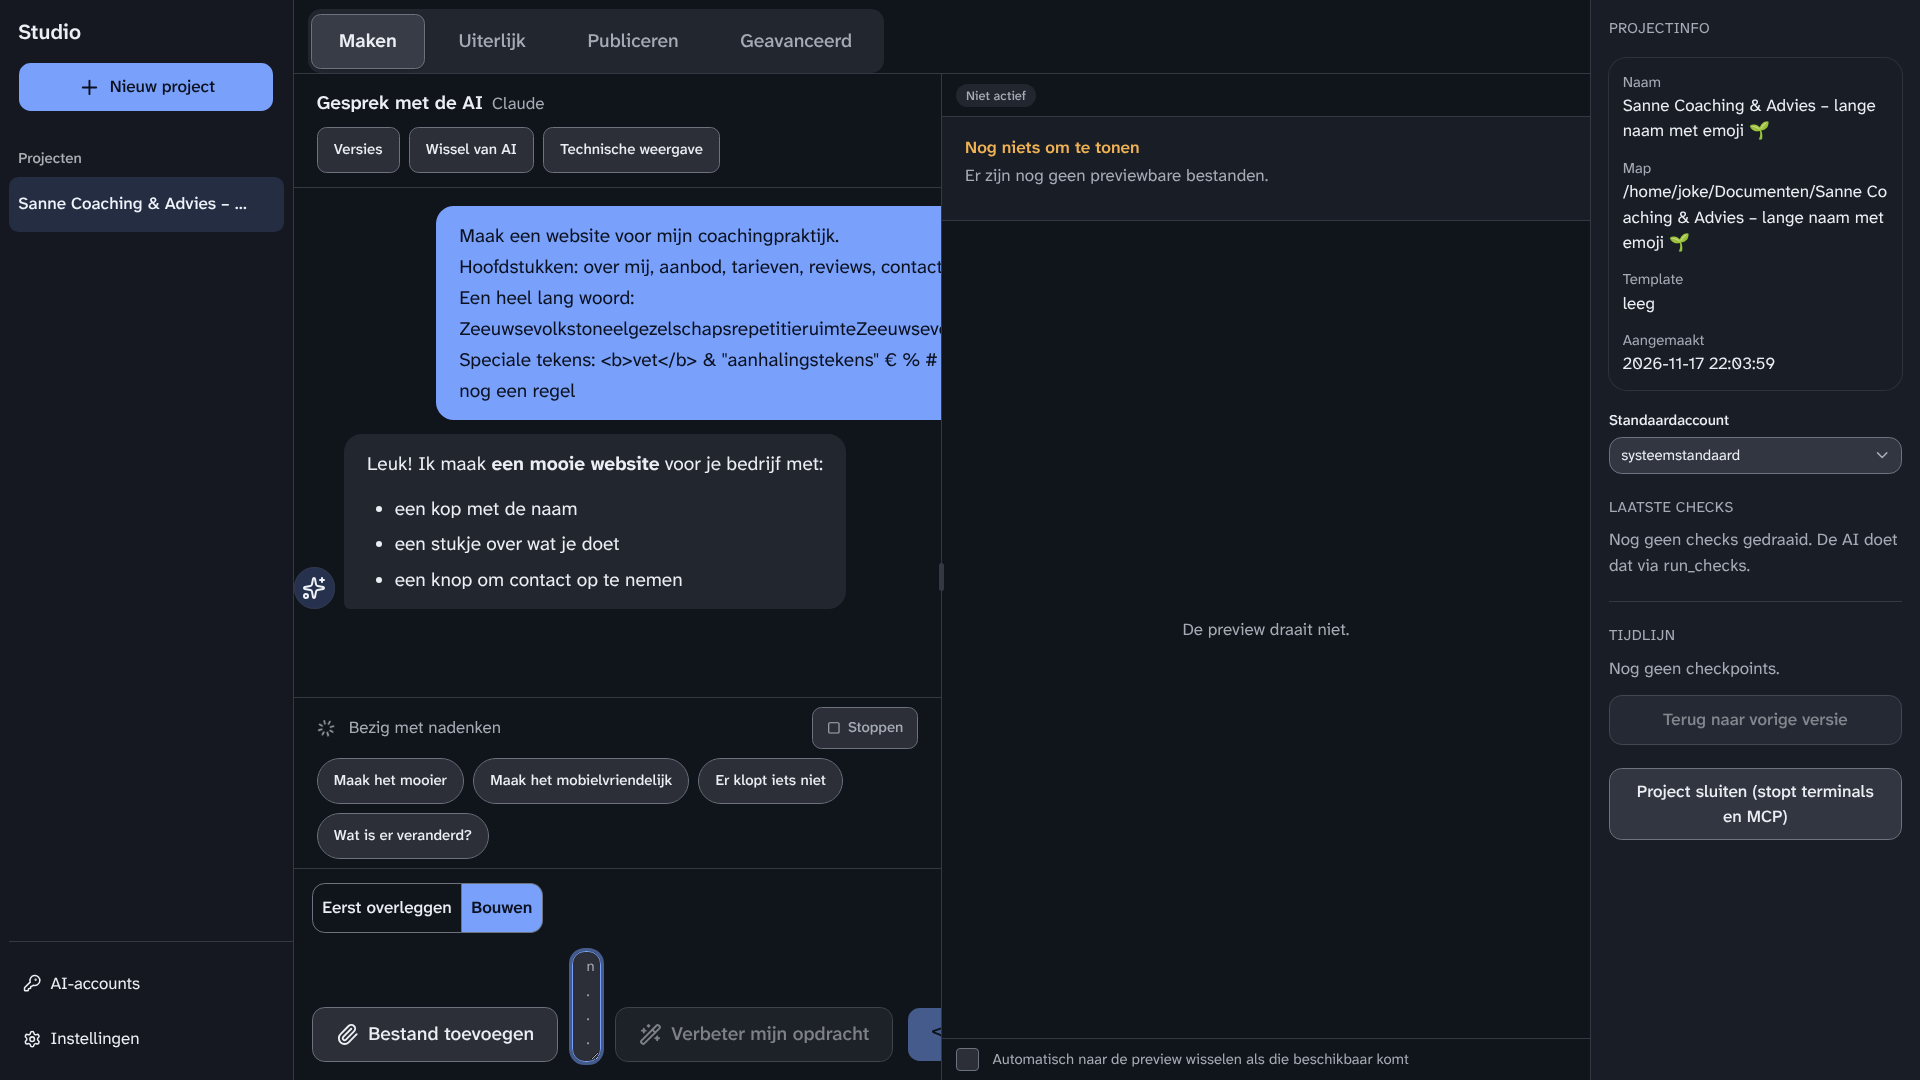 Studio
Nieuw project
Projecten
Sanne Coaching & Advies – ...
AI-accounts
Instellingen
Maken
Uiterlijk
Publiceren
Geavanceerd
Gesprek met de AI Claude
Versies
Wissel van AI
Technische weergave
Maak een website voor mijn coachingpraktijk.
Hoofdstukken: over mij, aanbod, tarieven, reviews, contact
Een heel lang woord:
Speciale tekens: <b>vet</b> & "aanhalingstekens" € % #
nog een regel
Leuk! Ik maak een mooie website voor je bedrijf met:
• een kop met de naam
• een stukje over wat je doet
• een knop om contact op te nemen
Bezig met nadenken
Stoppen
Maak het mooier
Maak het mobielvriendelijk
Er klopt iets niet
Wat is er veranderd?
Eerst overleggen
Bouwen
Bestand toevoegen
n
.
.
.
Verbeter mijn opdracht
Niet actief
Nog niets om te tonen
Er zijn nog geen previewbare bestanden.
De preview draait niet.
Automatisch naar de preview wisselen als die beschikbaar komt
PROJECTINFO
Naam
Sanne Coaching & Advies – lange
naam met emoji 🌱
Map
/home/joke/Documenten/Sanne Co
aching & Advies – lange naam met
emoji 🌱
Template
leeg
Aangemaakt
2026-11-17 22:03:59
Standaardaccount
systeemstandaard
LAATSTE CHECKS
Nog geen checks gedraaid. De AI doet
dat via run_checks.
TIJDLIJN
Nog geen checkpoints.
Terug naar vorige versie
Project sluiten (stopt terminals
en MCP)